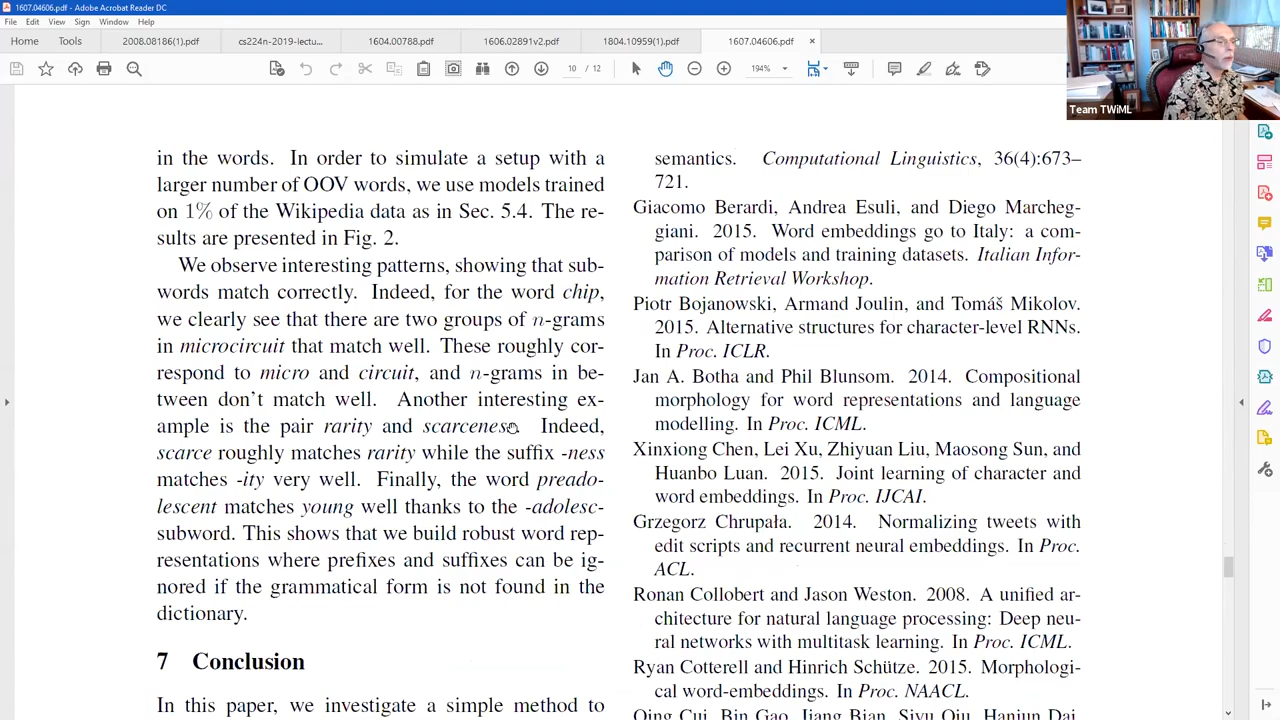 1607.04606.pdf - Adobe Acrobat Reader DC
File Edit View Sign Window Help
Home Tools 2008.08186(1).pdf cs224n-2019-lectu... 1604.00788.pdf 1804.10959(1).pdf 1607.04606.pdf ×
10 / 12 194%
Team TWiML
in the words. In order to simulate a setup with a
larger number of OOV words, we use models trained
on 1% of the Wikipedia data as in Sec. 5.4. The re-
sults are presented in Fig. 2.
We observe interesting patterns, showing that sub-
words match correctly. Indeed, for the word chip,
we clearly see that there are two groups of n-grams
in microcircuit that match well. These roughly cor-
respond to micro and circuit, and n-grams in be-
tween don't match well. Another interesting ex-
ample is the pair rarity and scarceness. Indeed,
scarce roughly matches rarity while the suffix -ness
matches -ity very well. Finally, the word preado-
lescent matches young well thanks to the -adolesc-
subword. This shows that we build robust word rep-
resentations where prefixes and suffixes can be ig-
nored if the grammatical form is not found in the
dictionary.
7 Conclusion
In this paper, we investigate a simple method to
semantics. Computational Linguistics, 36(4):673–
721.
Giacomo Berardi, Andrea Esuli, and Diego Marcheg-
giani. 2015. Word embeddings go to Italy: a com-
parison of models and training datasets. Italian Infor-
mation Retrieval Workshop.
Piotr Bojanowski, Armand Joulin, and Tomáš Mikolov.
2015. Alternative structures for character-level RNNs.
In Proc. ICLR.
Jan A. Botha and Phil Blunsom. 2014. Compositional
morphology for word representations and language
modelling. In Proc. ICML.
Xinxiong Chen, Lei Xu, Zhiyuan Liu, Maosong Sun, and
Huanbo Luan. 2015. Joint learning of character and
word embeddings. In Proc. IJCAI.
Grzegorz Chrupała. 2014. Normalizing tweets with
edit scripts and recurrent neural embeddings. In Proc.
ACL.
Ronan Collobert and Jason Weston. 2008. A unified ar-
chitecture for natural language processing: Deep neu-
ral networks with multitask learning. In Proc. ICML.
Ryan Cotterell and Hinrich Schütze. 2015. Morphologi-
cal word-embeddings. In Proc. NAACL.
Qing Cui, Bin Gao, Jiang Bian, Siyu Qiu, Hanjun Dai,